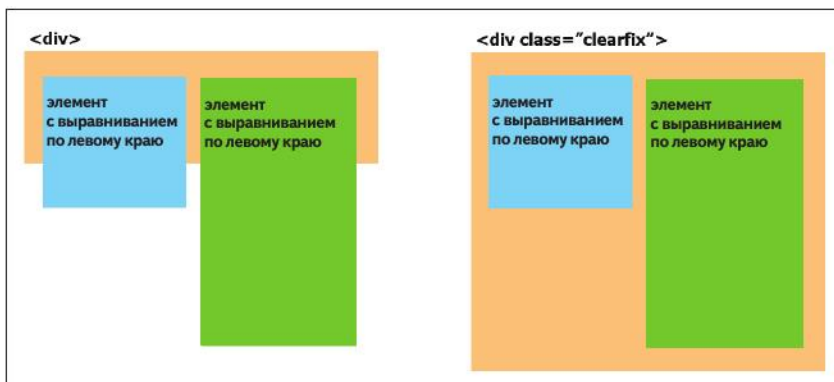 <div>
элемент
с выравниванием
по левому краю
элемент
с выравниванием
по левому краю
<div class=”clearfix“>
элемент
с выравниванием
по левому краю
элемент
с выравниванием
по левому краю